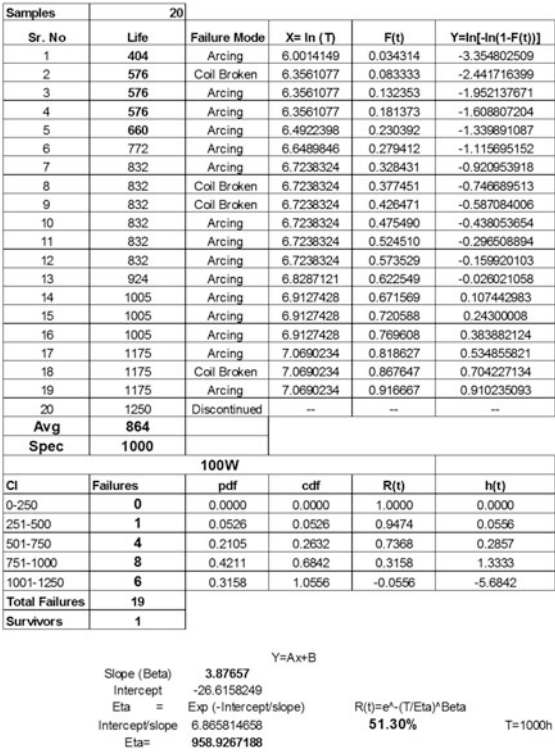 Samples 20
Sr. No Life Failure Mode X= ln (T) F(t) Y=ln[-ln(1-F(t))]
1 404 Arcing 6.0014149 0.034314 -3.354802509
2 576 Coil Broken 6.3561077 0.083333 -2.441716399
3 576 Arcing 6.3561077 0.132353 -1.952137671
4 576 Arcing 6.3561077 0.181373 -1.608807204
5 660 Arcing 6.4922398 0.230392 -1.339891087
6 772 Arcing 6.6489846 0.279412 -1.115695152
7 832 Arcing 6.7238324 0.328431 -0.920953918
8 832 Coil Broken 6.7238324 0.377451 -0.746689513
9 832 Coil Broken 6.7238324 0.426471 -0.587084006
10 832 Arcing 6.7238324 0.475490 -0.438053654
11 832 Arcing 6.7238324 0.524510 -0.296508894
12 832 Arcing 6.7238324 0.573529 -0.159920103
13 924 Arcing 6.8287121 0.622549 -0.026021058
14 1005 Arcing 6.9127428 0.671569 0.107442983
15 1005 Arcing 6.9127428 0.720588 0.24300008
16 1005 Arcing 6.9127428 0.769608 0.383882124
17 1175 Arcing 7.0690234 0.818627 0.534855821
18 1175 Coil Broken 7.0690234 0.867647 0.704227134
19 1175 Arcing 7.0690234 0.916667 0.910235093
20 1250 Discontinued -- -- --
Avg 864
Spec 1000
100W
CI Failures pdf cdf R(t) h(t)
0-250 0 0.0000 0.0000 1.0000 0.0000
251-500 1 0.0526 0.0526 0.9474 0.0556
501-750 4 0.2105 0.2632 0.7368 0.2857
751-1000 8 0.4211 0.6842 0.3158 1.3333
1001-1250 6 0.3158 1.0556 -0.0556 -5.6842
Total Failures 19
Survivors 1
Y=Ax+B
Slope (Beta) 3.87657
Intercept -26.6158249
Eta = Exp (-Intercept/slope) R(t)=e^-(T/Eta)^Beta
Intercept/slope 6.865814658 51.30% T=1000h
Eta= 958.9267188